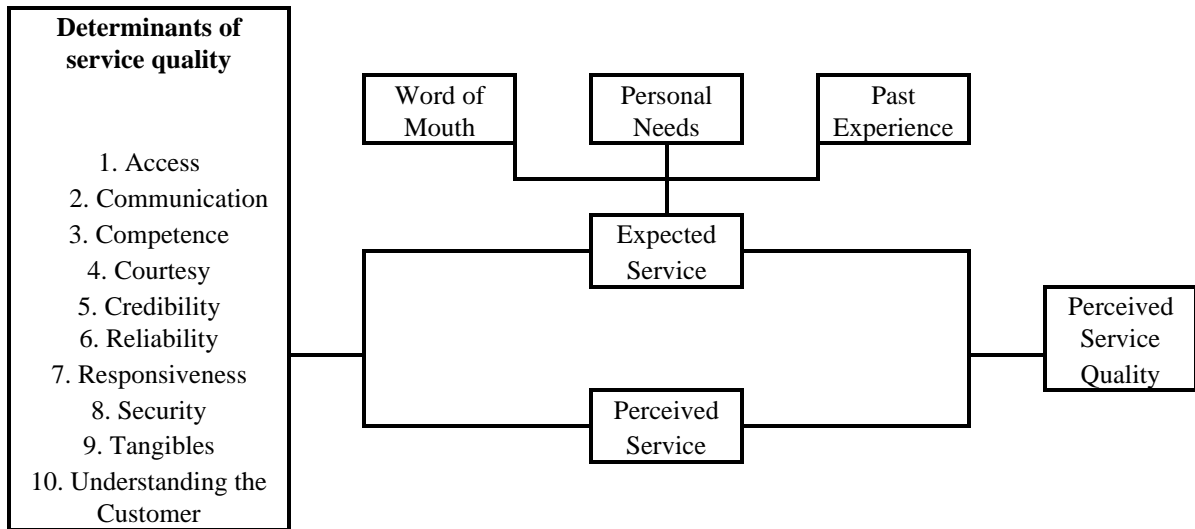 Determinants of
service quality
1. Access
2. Communication
3. Competence
4. Courtesy
5. Credibility
6. Reliability
7. Responsiveness
8. Security
9. Tangibles
10. Understanding the
Customer
Word of
Mouth
Personal
Needs
Past
Experience
Expected
Service
Perceived
Service
Perceived
Service
Quality